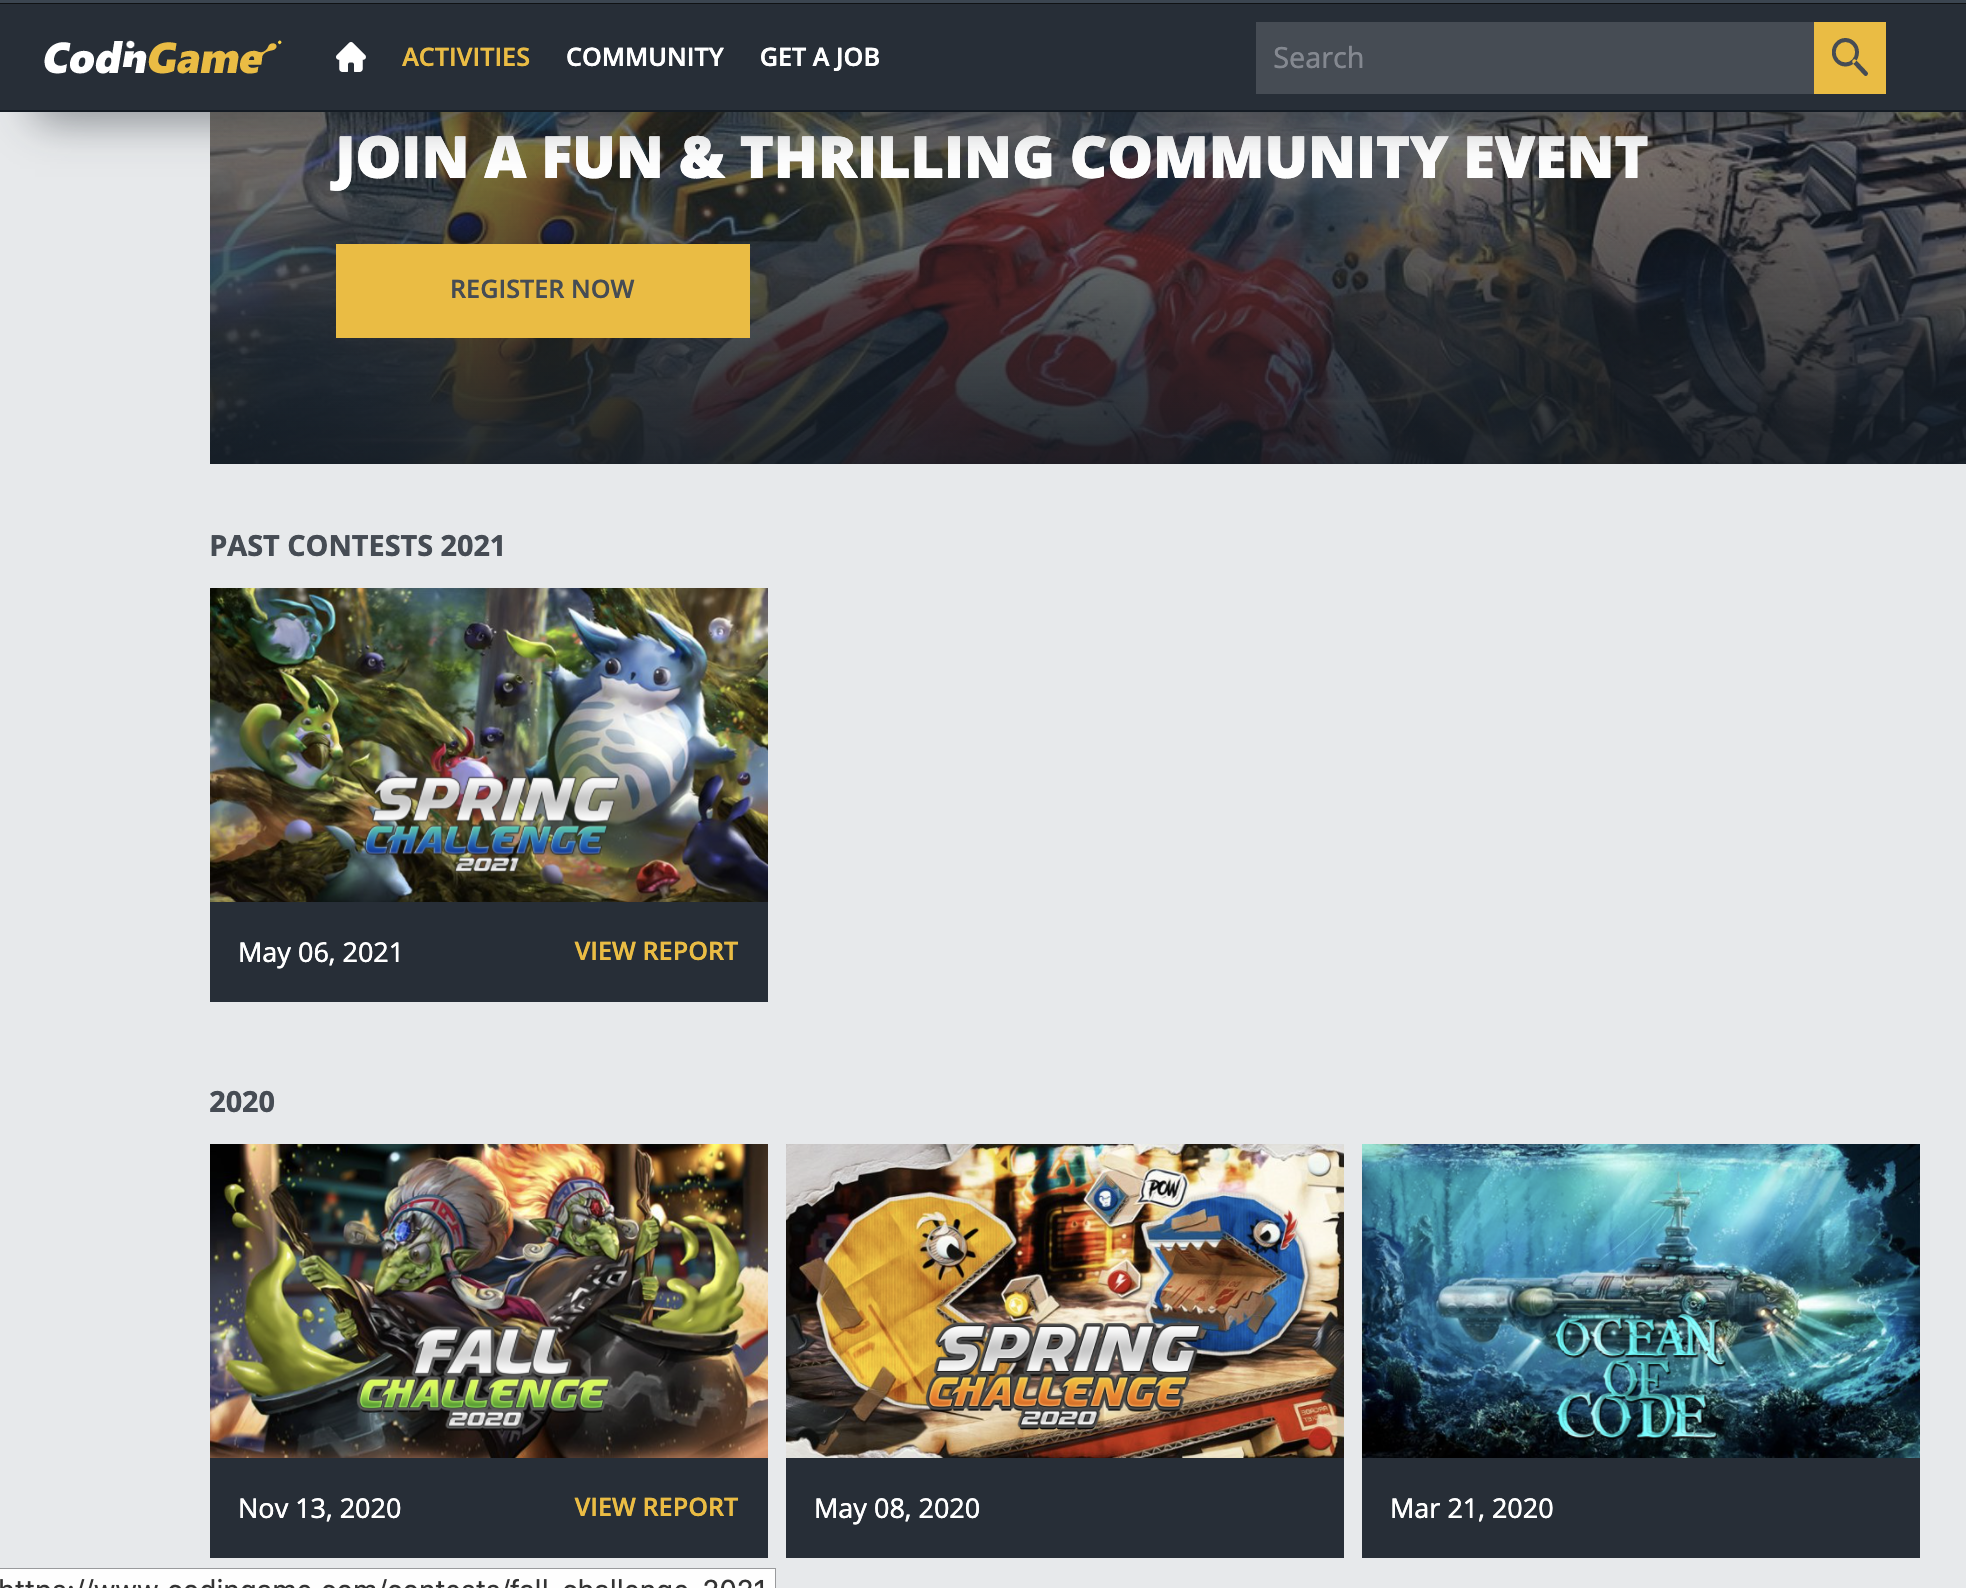 CodinGame
ACTIVITIES
COMMUNITY
GET A JOB
Search
JOIN A FUN & THRILLING COMMUNITY EVENT
REGISTER NOW
PAST CONTESTS 2021
SPRING
CHALLENGE
2021
May 06, 2021
VIEW REPORT
2020
FALL
CHALLENGE
2020
Nov 13, 2020
VIEW REPORT
POW
SPRING
CHALLENGE
2020
May 08, 2020
OCEAN
OF
CODE
Mar 21, 2020
https://www.codingame.com/contests/fall-challenge-2021